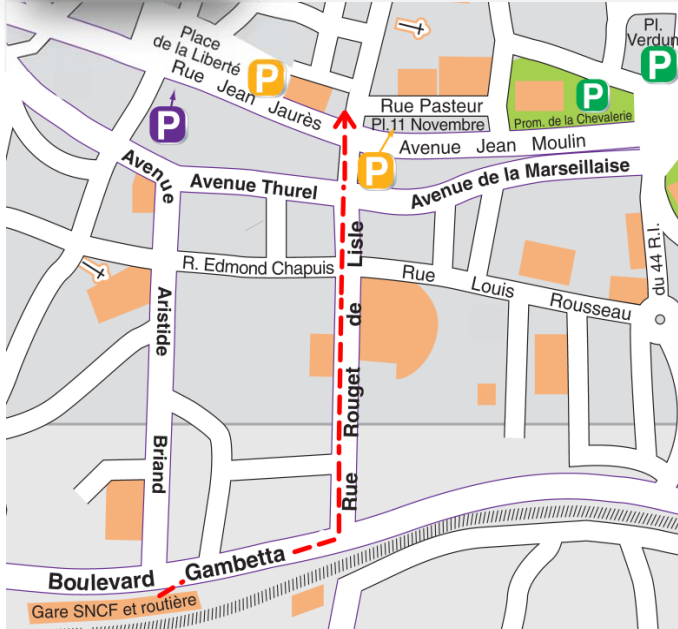 Place
de la Liberté
Rue Jean Jaurès
P
P
P
P
P
Pl.
Verdun
Rue Pasteur
Pl.11 Novembre
Prom. de la Chevalerie
Avenue Jean Moulin
Avenue
Aristide
Briand
Avenue Thurel
Avenue de la Marseillaise
R. Edmond Chapuis
Rue Louis Rousseau
du 44 R.I.
Rue Rouget de Lisle
Boulevard Gambetta
Gare SNCF et routière